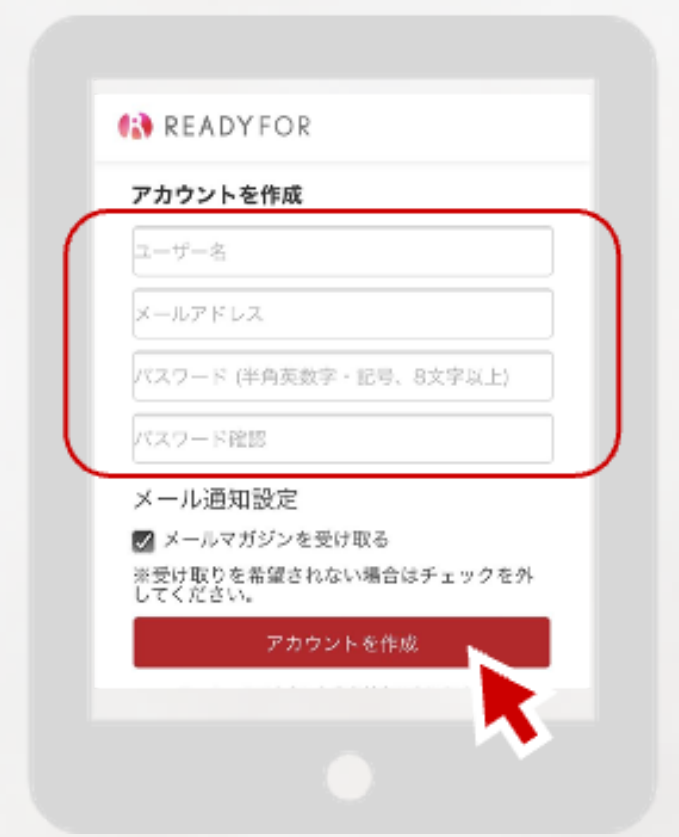 READYFOR
アカウントを作成
ユーザー名
メールアドレス
パスワード (半角英数字・記号、8文字以上)
パスワード確認
メール通知設定
メールマガジンを受け取る
※受け取りを希望されない場合はチェックを外
してください。
アカウントを作成